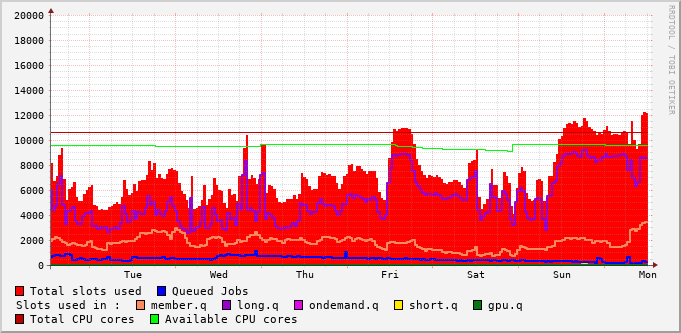 RRDTOOL / TOBI OETIKER
20000
18000
16000
14000
12000
10000
8000
6000
4000
2000
0
Tue Wed Thu Fri Sat Sun Mon
Total slots used Queued Jobs
Slots used in : member.q long.q ondemand.q short.q gpu.q
Total CPU cores Available CPU cores